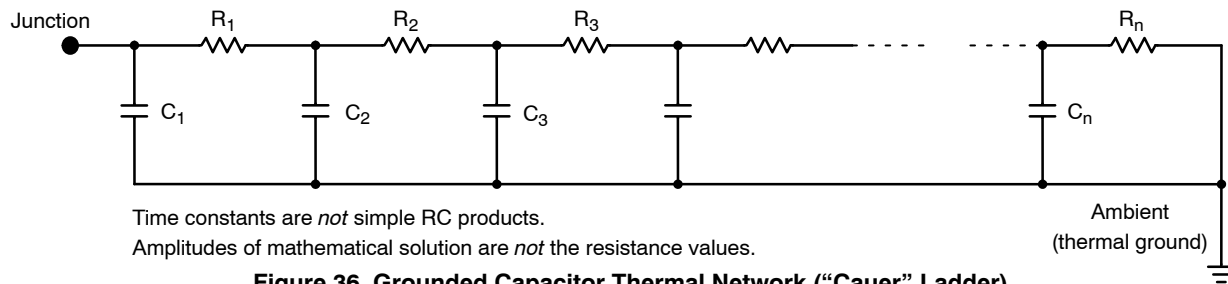 Junction
R1
R2
R3
Rn
C1
C2
C3
Cn
Time constants are not simple RC products.
Amplitudes of mathematical solution are not the resistance values.
Ambient
(thermal ground)
Figure 36. Grounded Capacitor Thermal Network (“Cauer” Ladder)